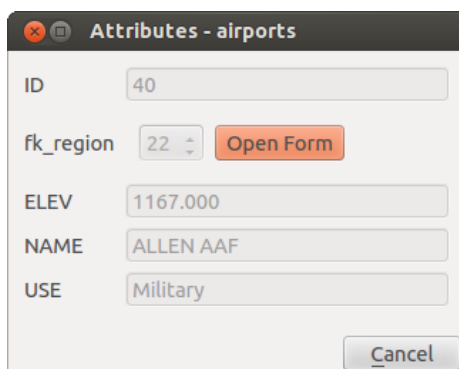 Attributes - airports
ID 40
fk_region 22 Open Form
ELEV 1167.000
NAME ALLEN AAF
USE Military
Cancel